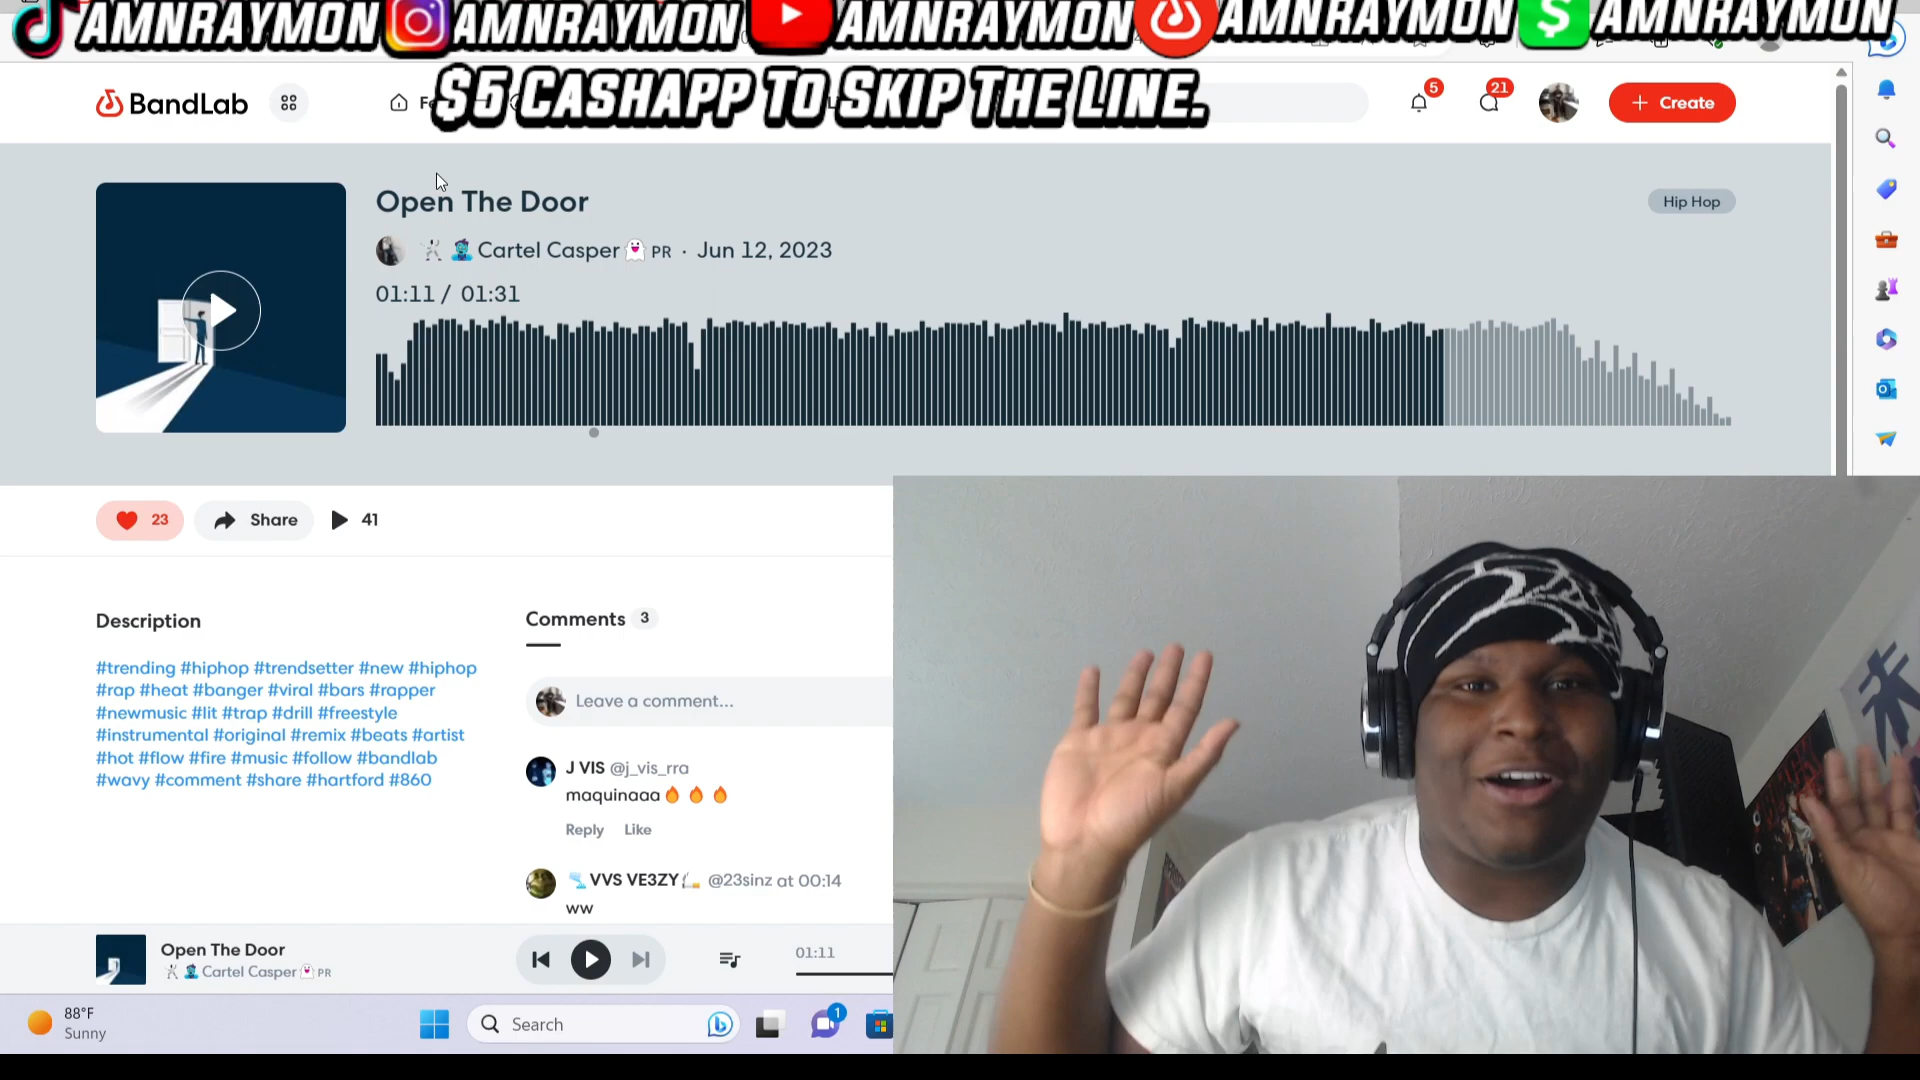 AMNRAYMON AMNRAYMON AMNRAYMON AMNRAYMON $ AMNRAYMON
$5 CASHAPP TO SKIP THE LINE.
BandLab
5
21
+ Create
Open The Door
Hip Hop
Cartel Casper PR · Jun 12, 2023
01:11 / 01:31
23
Share
41
Description
#trending #hiphop #trendsetter #new #hiphop
#rap #heat #banger #viral #bars #rapper
#newmusic #lit #trap #drill #freestyle
#instrumental #original #remix #beats #artist
#hot #flow #fire #music #follow #bandlab
#wavy #comment #share #hartford #860
Comments 3
Leave a comment...
J VIS @j_vis_rra
maquinaaa🔥 🔥 🔥
Reply Like
VVS VE3ZY @23sinz at 00:14
ww
Open The Door
Cartel Casper PR
01:11
88°F
Sunny
Search
1